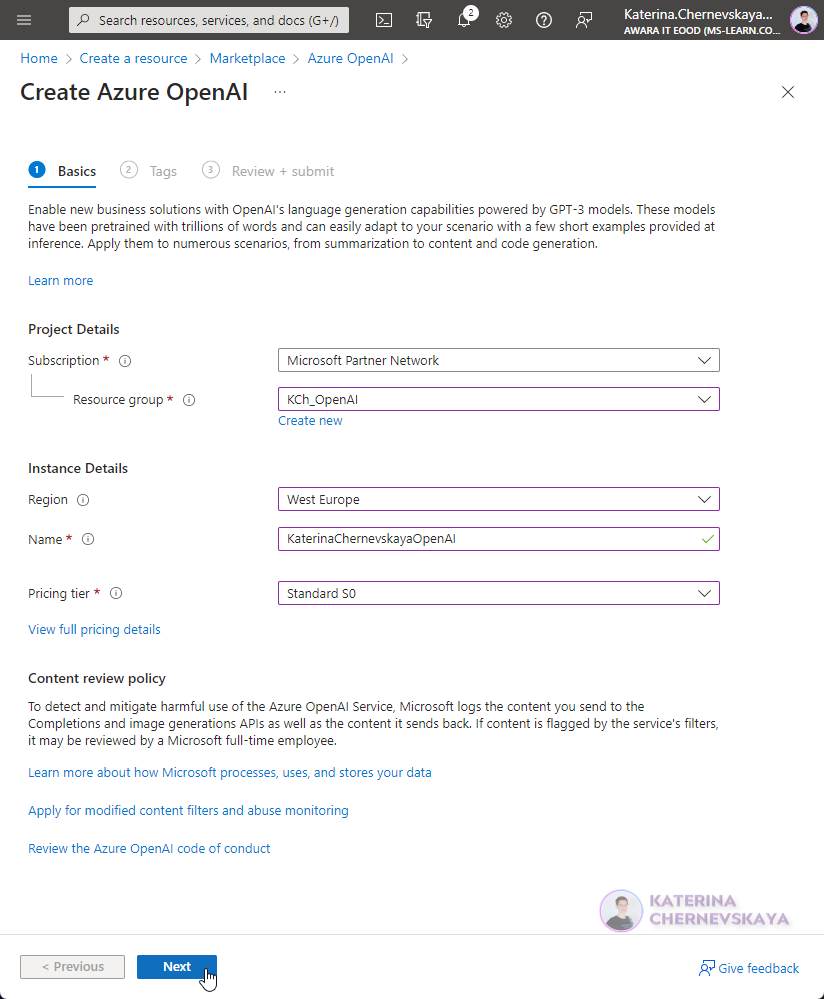 Search resources, services, and docs (G+/)
2
Katerina.Chernevskaya...
AWARA IT EOOD (MS-LEARN.CO...
Home > Create a resource > Marketplace > Azure OpenAI >
Create Azure OpenAI ...
1 Basics 2 Tags 3 Review + submit
Enable new business solutions with OpenAI's language generation capabilities powered by GPT-3 models. These models
have been pretrained with trillions of words and can easily adapt to your scenario with a few short examples provided at
inference. Apply them to numerous scenarios, from summarization to content and code generation.
Learn more
Project Details
Subscription * Microsoft Partner Network
Resource group * KCh_OpenAI
Create new
Instance Details
Region West Europe
Name * KaterinaChernevskayaOpenAI
Pricing tier * Standard S0
View full pricing details
Content review policy
To detect and mitigate harmful use of the Azure OpenAI Service, Microsoft logs the content you send to the
Completions and image generations APIs as well as the content it sends back. If content is flagged by the service's filters,
it may be reviewed by a Microsoft full-time employee.
Learn more about how Microsoft processes, uses, and stores your data
Apply for modified content filters and abuse monitoring
Review the Azure OpenAI code of conduct
KATERINA
CHERNEVSKAYA
< Previous Next Give feedback